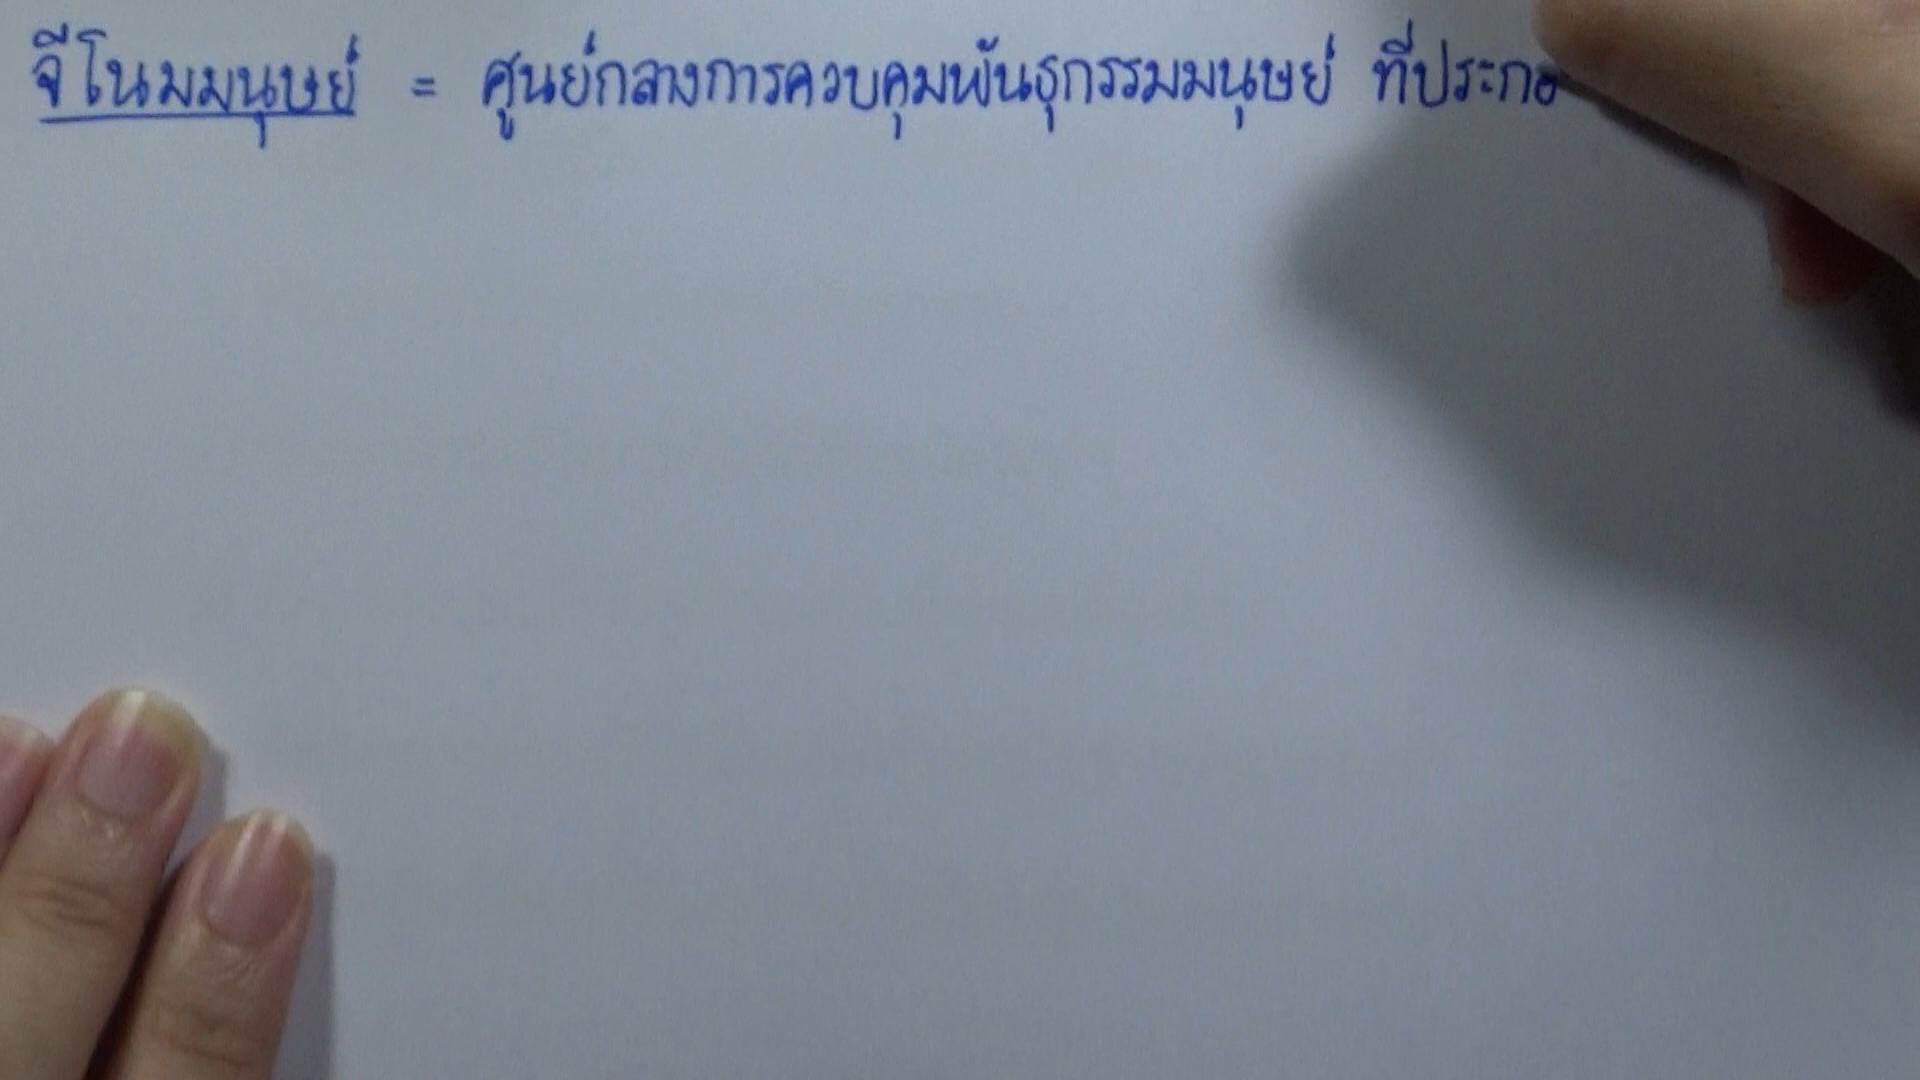 จีโนมมนุษย์ = ศูนย์กลางการควบคุมพันธุกรรมมนุษย์ ที่ประกอ